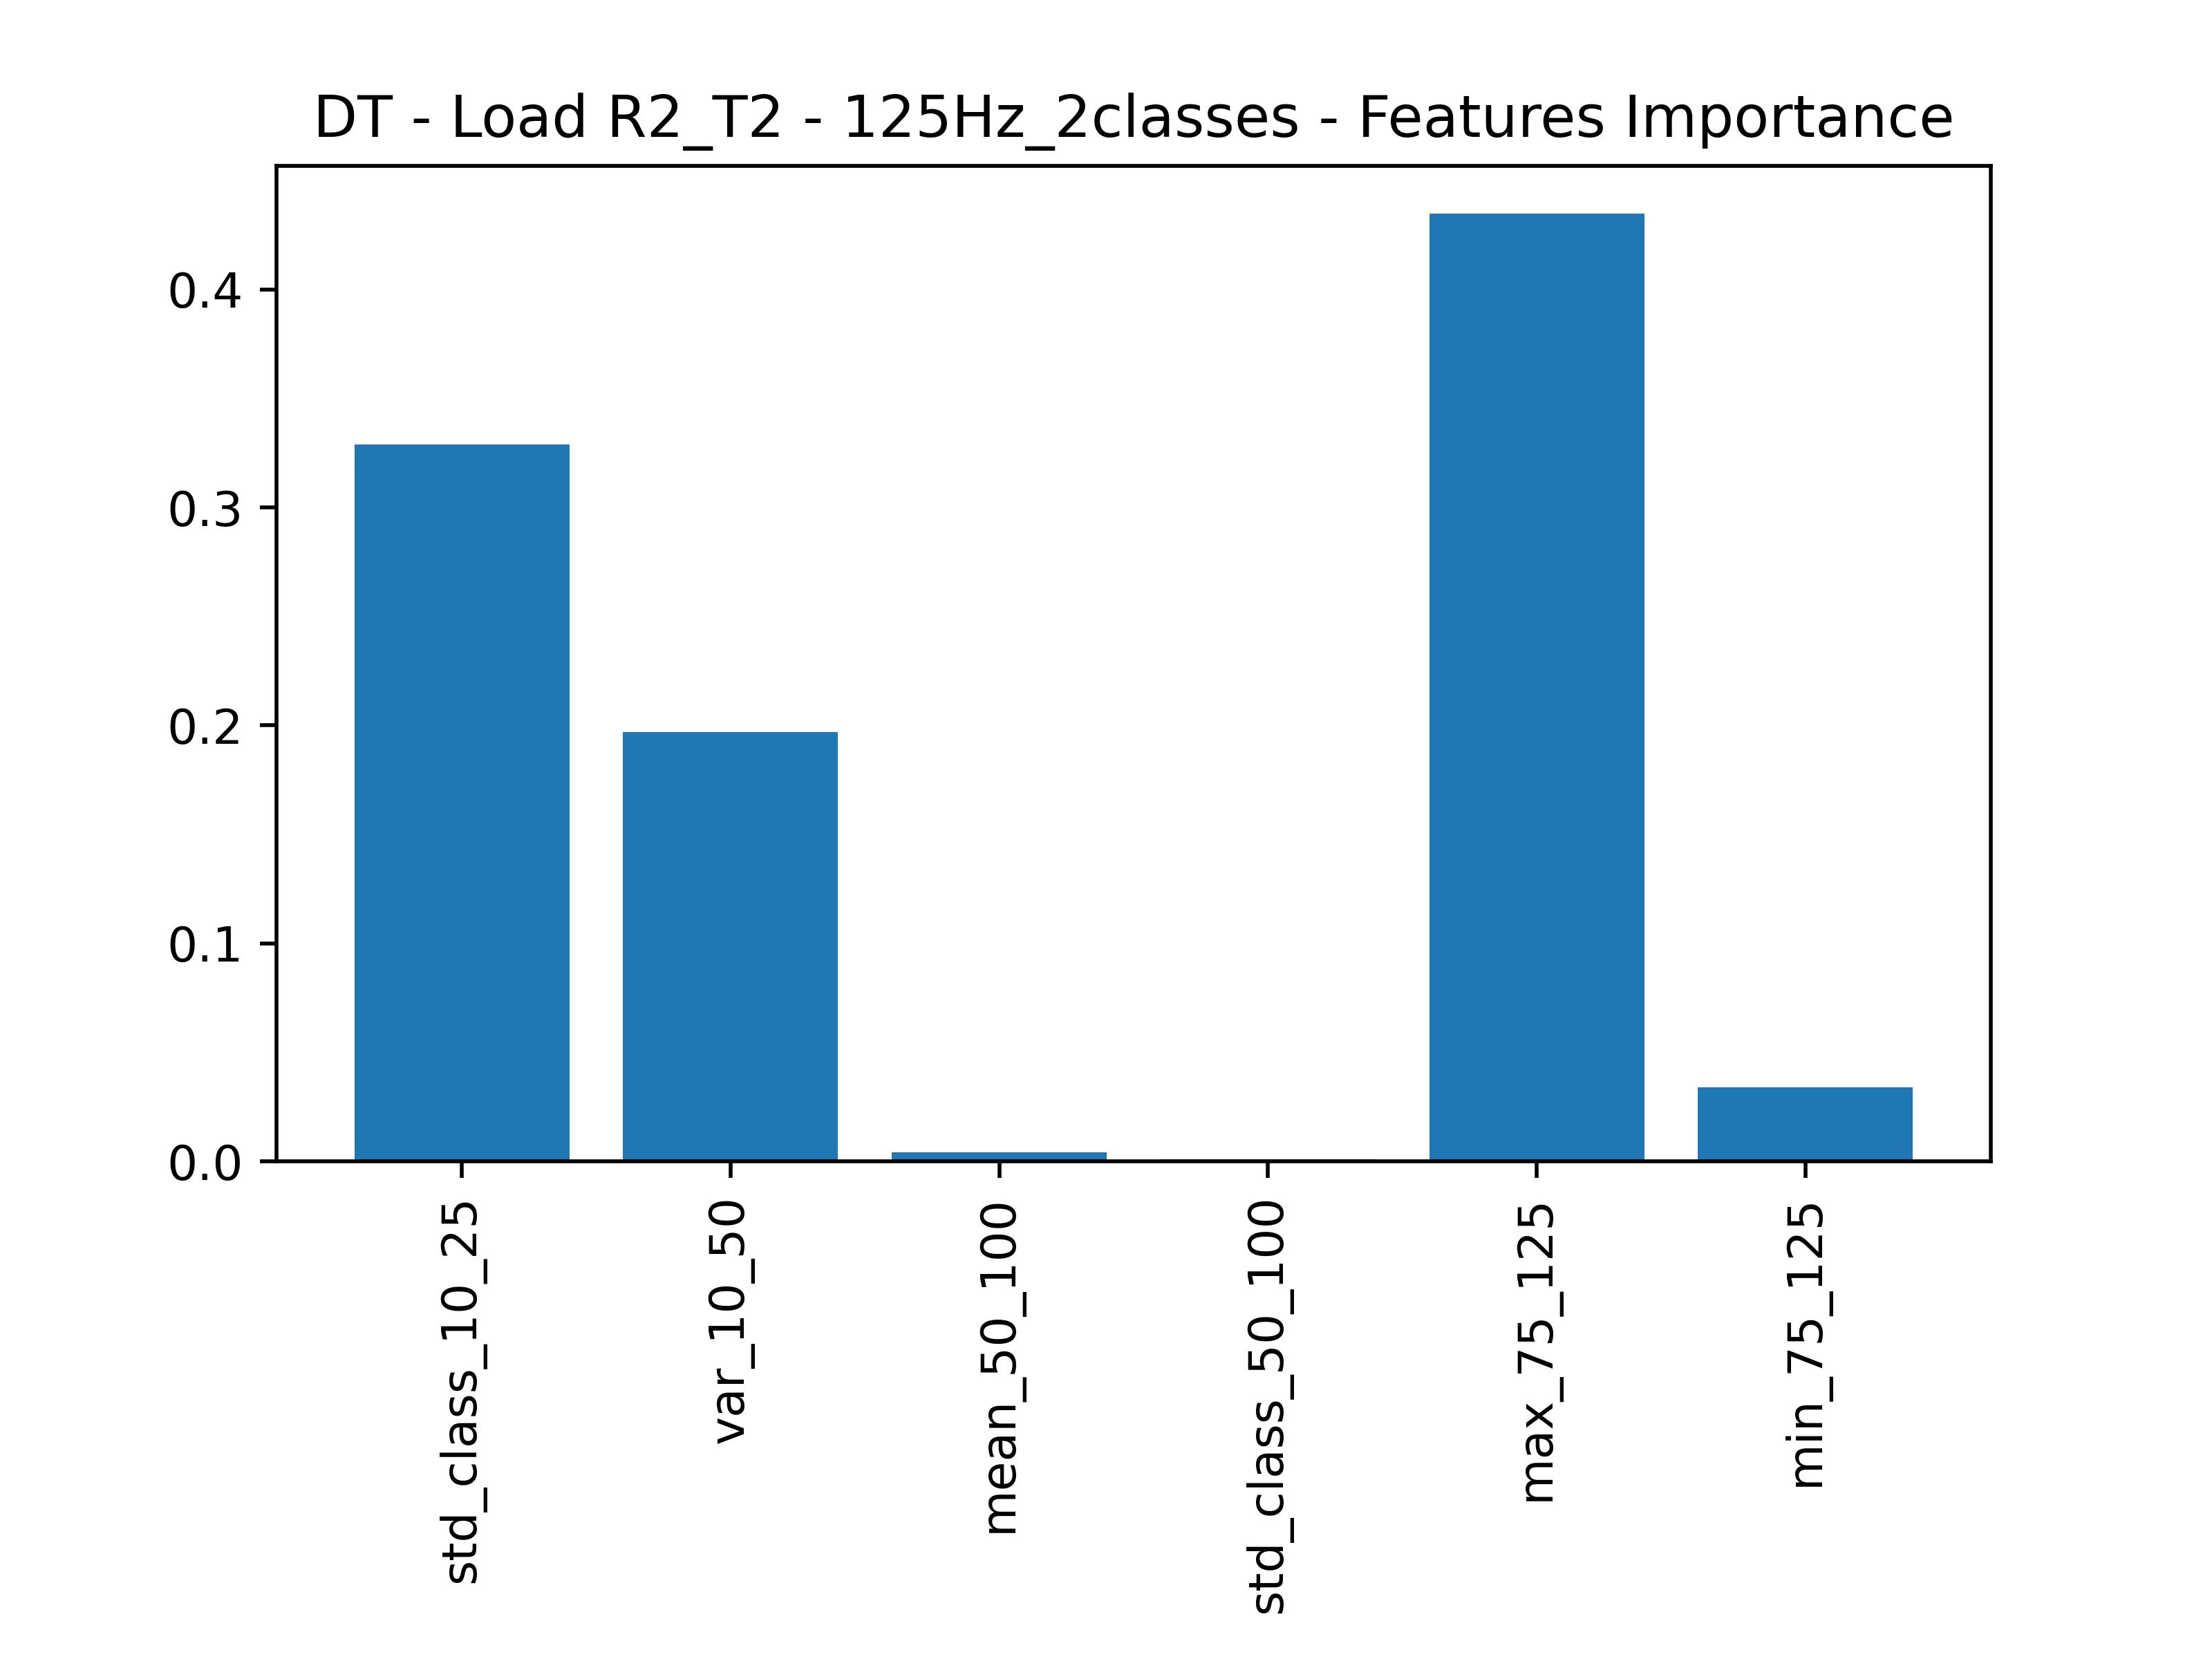 DT - Load R2_T2 - 125Hz_2classes - Features Importance
0.4
0.3
0.2
0.1
0.0
std_class_10_25
var_10_50
mean_50_100
std_class_50_100
max_75_125
min_75_125